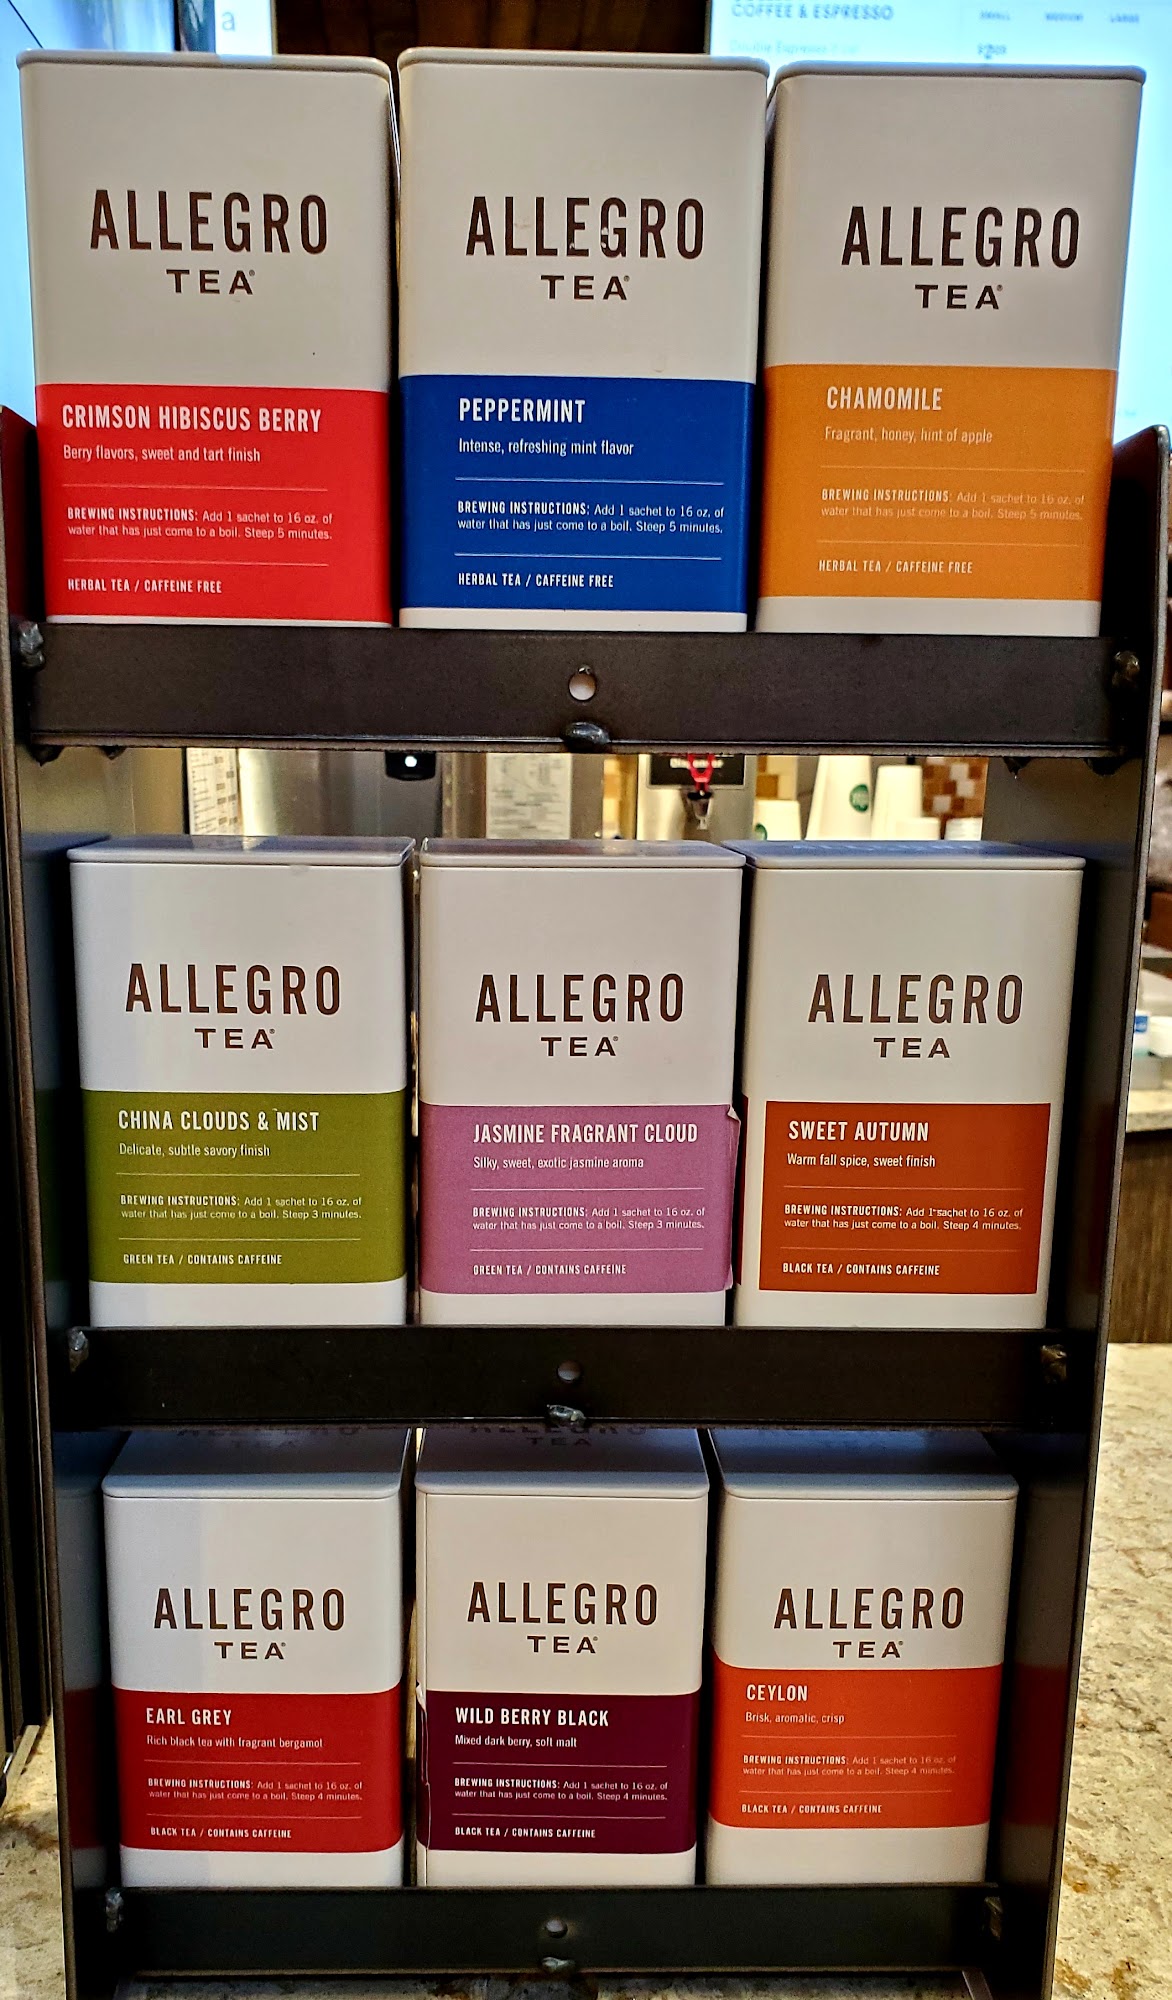 a
COFFEE & ESPRESSO
SMALL MEDIUM LARGE
Double Espresso
ALLEGRO
TEA®
CRIMSON HIBISCUS BERRY
Berry flavors, sweet and tart finish
BREWING INSTRUCTIONS: Add 1 sachet to 16 oz. of
water that has just come to a boil. Steep 5 minutes.
HERBAL TEA / CAFFEINE FREE
ALLEGRO
TEA®
PEPPERMINT
Intense, refreshing mint flavor
BREWING INSTRUCTIONS: Add 1 sachet to 16 oz. of
water that has just come to a boil. Steep 5 minutes.
HERBAL TEA / CAFFEINE FREE
ALLEGRO
TEA®
CHAMOMILE
Fragrant, honey, hint of apple
BREWING INSTRUCTIONS: Add 1 sachet to 16 oz. of
water that has just come to a boil. Steep 5 minutes.
HERBAL TEA / CAFFEINE FREE
ALLEGRO
TEA®
CHINA CLOUDS & MIST
Delicate, subtle savory finish
BREWING INSTRUCTIONS: Add 1 sachet to 16 oz. of
water that has just come to a boil. Steep 3 minutes.
GREEN TEA / CONTAINS CAFFEINE
ALLEGRO
TEA®
JASMINE FRAGRANT CLOUD
Silky, sweet, exotic jasmine aroma
BREWING INSTRUCTIONS: Add 1 sachet to 16 oz. of
water that has just come to a boil. Steep 3 minutes.
GREEN TEA / CONTAINS CAFFEINE
ALLEGRO
TEA
SWEET AUTUMN
Warm fall spice, sweet finish
BREWING INSTRUCTIONS: Add 1 sachet to 16 oz. of
water that has just come to a boil. Steep 4 minutes.
BLACK TEA / CONTAINS CAFFEINE
ALLEGRO
TEA®
EARL GREY
Rich black tea with fragrant bergamot
BREWING INSTRUCTIONS: Add 1 sachet to 16 oz. of
water that has just come to a boil. Steep 4 minutes.
BLACK TEA / CONTAINS CAFFEINE
ALLEGRO
TEA®
WILD BERRY BLACK
Mixed dark berry, soft malt
BREWING INSTRUCTIONS: Add 1 sachet to 16 oz. of
water that has just come to a boil. Steep 4 minutes.
BLACK TEA / CONTAINS CAFFEINE
ALLEGRO
TEA®
CEYLON
Brisk, aromatic, crisp
BREWING INSTRUCTIONS: Add 1 sachet to 16 oz. of
water that has just come to a boil. Steep 4 minutes.
BLACK TEA / CONTAINS CAFFEINE